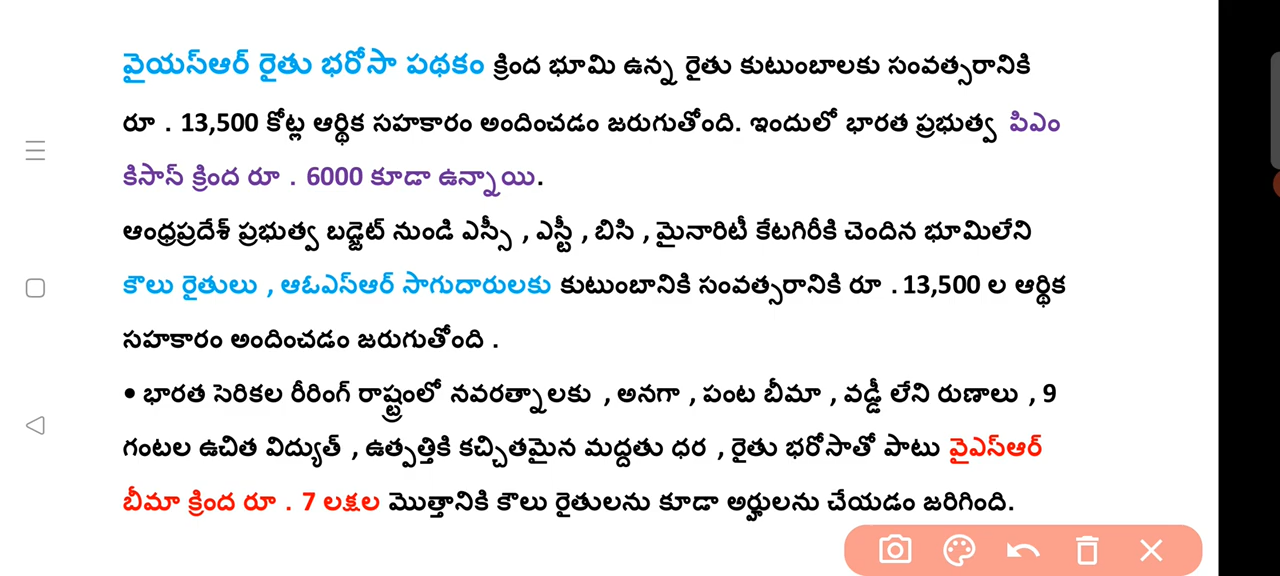 వైయస్ఆర్ రైతు భరోసా పథకం క్రింద భూమి ఉన్న రైతు కుటుంబాలకు సంవత్సరానికి
రూ . 13,500 కోట్ల ఆర్థిక సహకారం అందించడం జరుగుతోంది. ఇందులో భారత ప్రభుత్వ పిఎం
కిసాస్ క్రింద రూ . 6000 కూడా ఉన్నాయి.
ఆంధ్రప్రదేశ్ ప్రభుత్వ బడ్జెట్ నుండి ఎస్సీ , ఎస్టీ , బిసి , మైనారిటీ కేటగిరీకి చెందిన భూమిలేని
కౌలు రైతులు , ఆఓఎస్ఆర్ సాగుదారులకు కుటుంబానికి సంవత్సరానికి రూ . 13,500 ల ఆర్థిక
సహకారం అందించడం జరుగుతోంది .
• భారత సెరికల రీరింగ్ రాష్ట్రంలో నవరత్నాలకు , అనగా , పంట బీమా , వడ్డీ లేని రుణాలు , 9
గంటల ఉచిత విద్యుత్ , ఉత్పత్తికి కచ్చితమైన మద్దతు ధర , రైతు భరోసాతో పాటు వైఎస్ఆర్
బీమా క్రింద రూ . 7 లక్షల మొత్తానికి కౌలు రైతులను కూడా అర్హులను చేయడం జరిగింది.